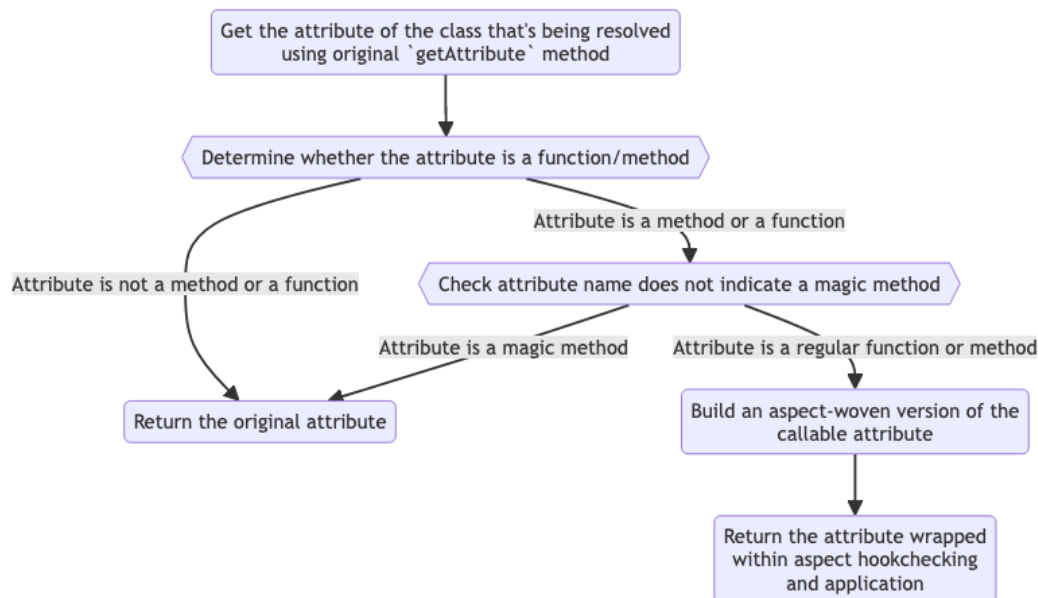 Get the attribute of the class that's being resolved
using original `getAttribute` method
Determine whether the attribute is a function/method
Attribute is a method or a function
Attribute is not a method or a function
Check attribute name does not indicate a magic method
Attribute is a magic method
Attribute is a regular function or method
Return the original attribute
Build an aspect-woven version of the
callable attribute
Return the attribute wrapped
within aspect hookchecking
and application